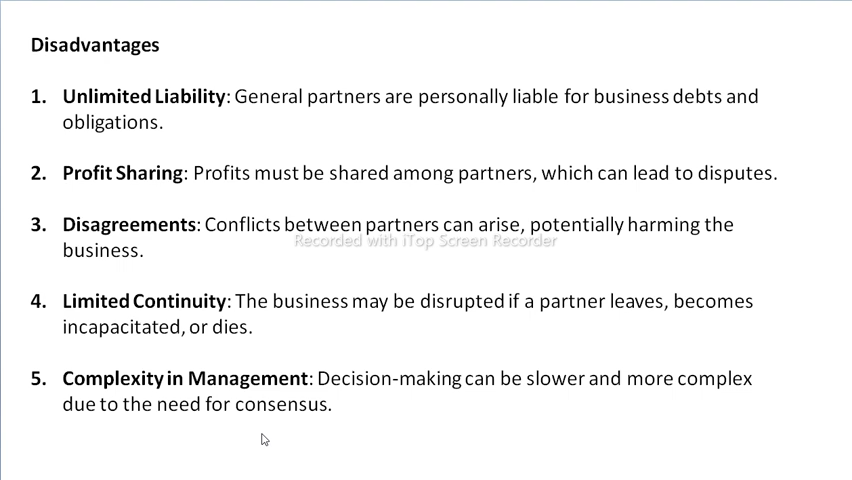 Disadvantages
1. Unlimited Liability: General partners are personally liable for business debts and
obligations.
2. Profit Sharing: Profits must be shared among partners, which can lead to disputes.
3. Disagreements: Conflicts between partners can arise, potentially harming the
Recorded with iTop Screen Recorder
business.
4. Limited Continuity: The business may be disrupted if a partner leaves, becomes
incapacitated, or dies.
5. Complexity in Management: Decision-making can be slower and more complex
due to the need for consensus.